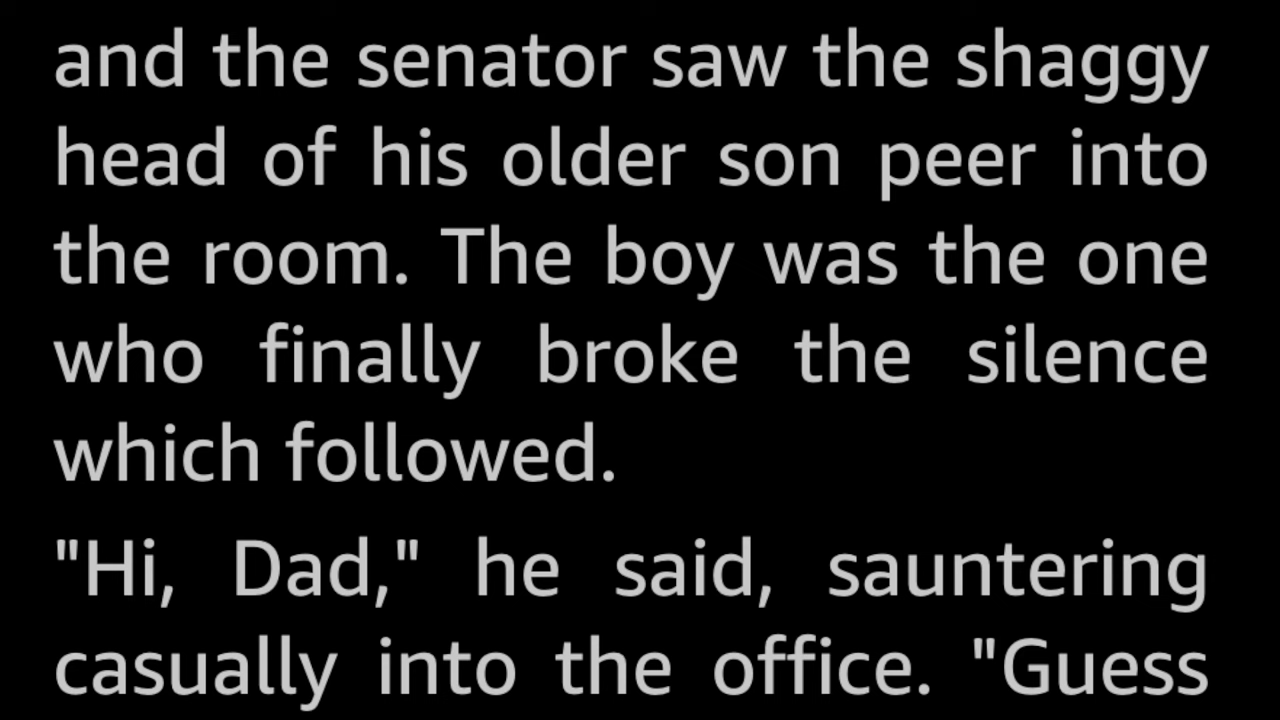 and the senator saw the shaggy
head of his older son peer into
the room. The boy was the one
who finally broke the silence
which followed.
"Hi, Dad," he said, sauntering
casually into the office. "Guess